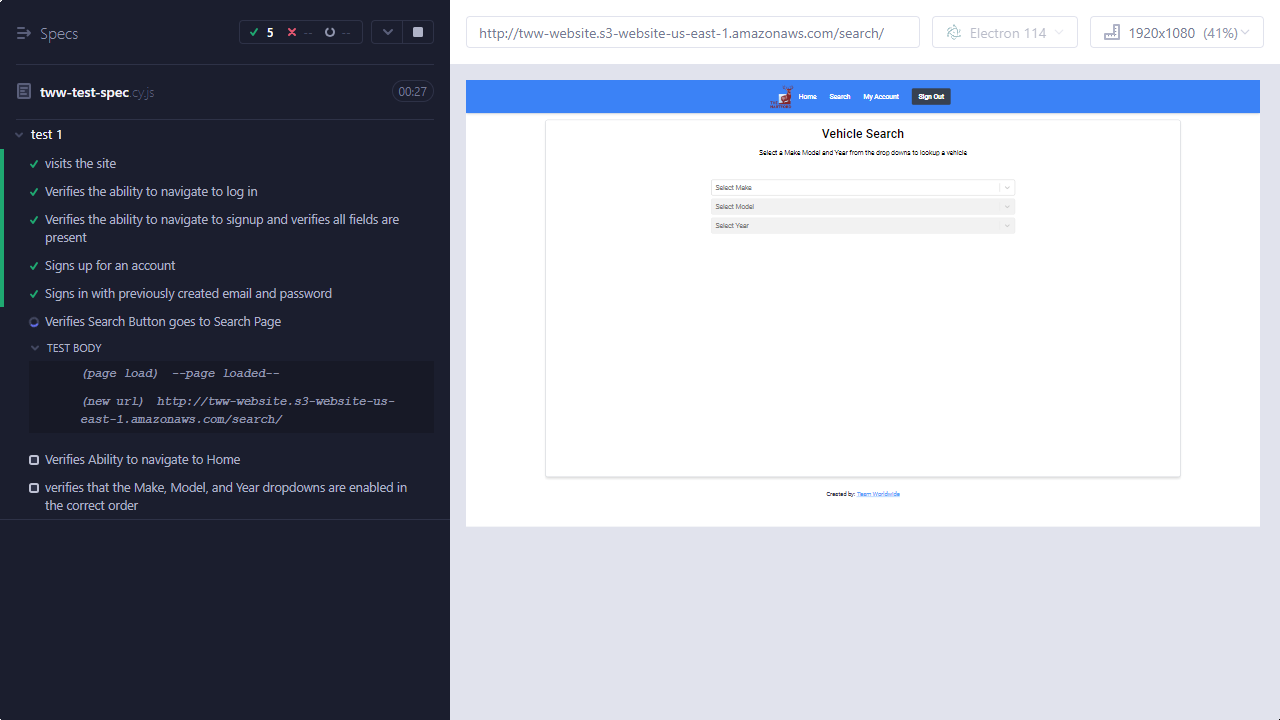 Specs
5
--
--
tww-test-spec.cy.js
00:27
test 1
visits the site
Verifies the ability to navigate to log in
Verifies the ability to navigate to signup and verifies all fields are
present
Signs up for an account
Signs in with previously created email and password
Verifies Search Button goes to Search Page
TEST BODY
(page load) --page loaded--
(new url) http://tww-website.s3-website-us-
east-1.amazonaws.com/search/
Verifies Ability to navigate to Home
verifies that the Make, Model, and Year dropdowns are enabled in
the correct order
http://tww-website.s3-website-us-east-1.amazonaws.com/search/
Electron 114
1920x1080 (41%)
Home Search My Account Sign Out
Vehicle Search
Select a Make Model and Year from the drop downs to lookup a vehicle
Select Make
Select Model
Select Year
Created by: Team Worldwide